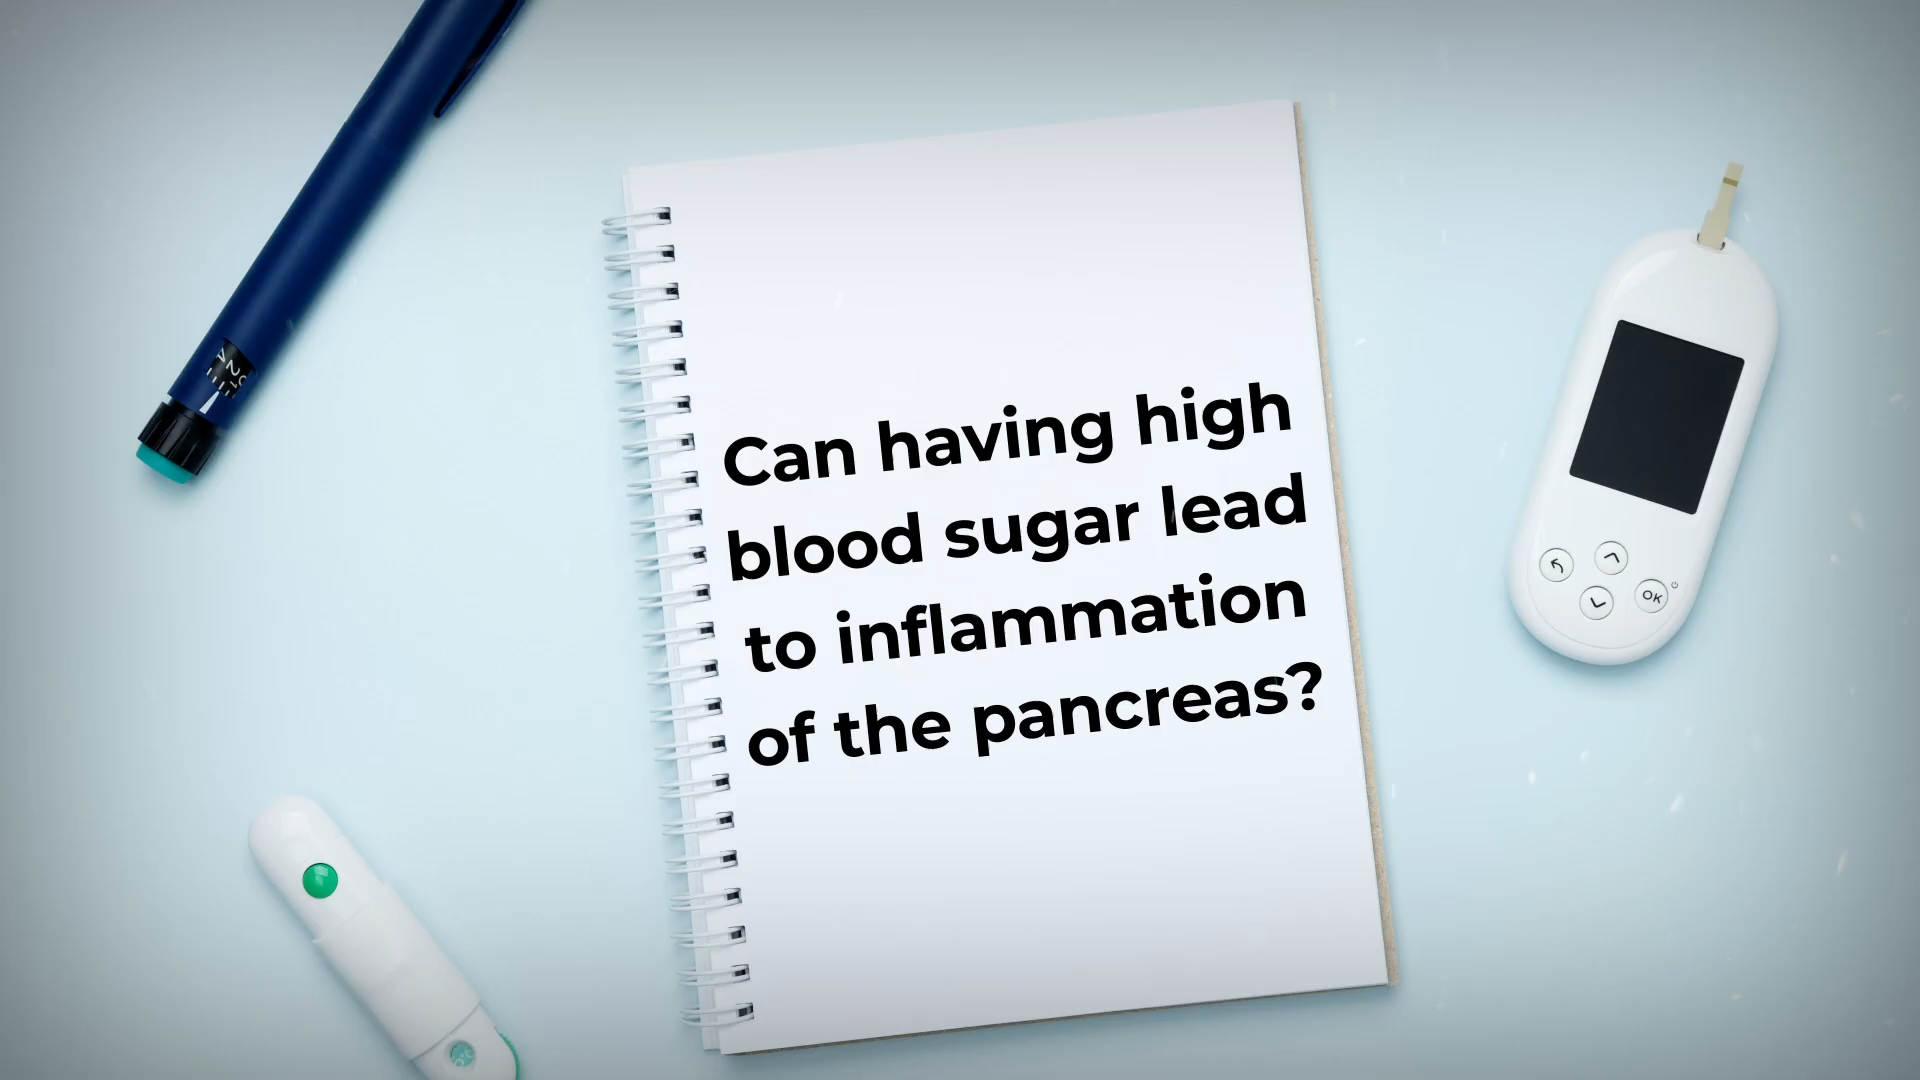 Can having high
blood sugar lead
to inflammation
of the pancreas?
OK